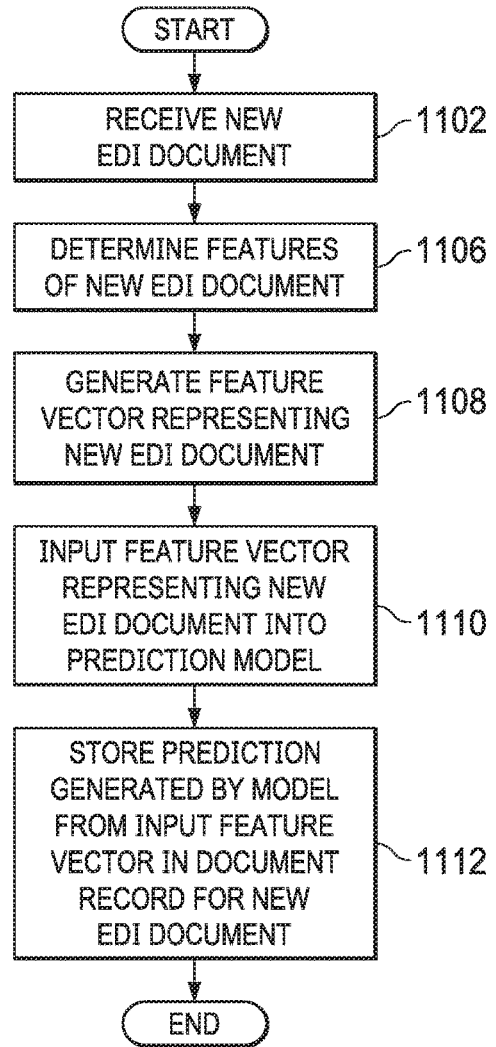 START
RECEIVE NEW
EDI DOCUMENT
1102
DETERMINE FEATURES
OF NEW EDI DOCUMENT
1106
GENERATE FEATURE
VECTOR REPRESENTING
NEW EDI DOCUMENT
1108
INPUT FEATURE VECTOR
REPRESENTING NEW
EDI DOCUMENT INTO
PREDICTION MODEL
1110
STORE PREDICTION
GENERATED BY MODEL
FROM INPUT FEATURE
VECTOR IN DOCUMENT
RECORD FOR NEW
EDI DOCUMENT
1112
END